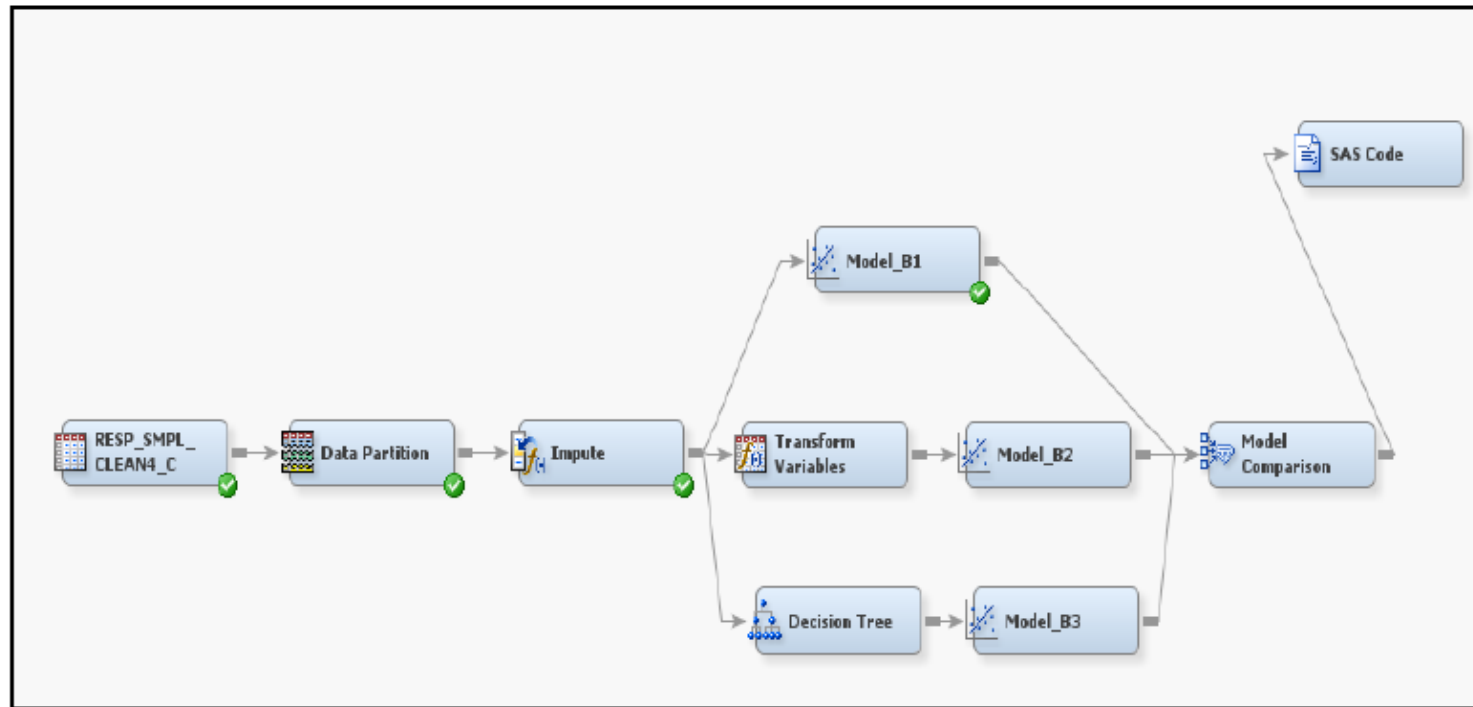 SAS Code
Model_B1
RESP_SMPL_
CLEAN4_C
Data Partition
Impute
Transform
Variables
Model_B2
Model
Comparison
Decision Tree
Model_B3